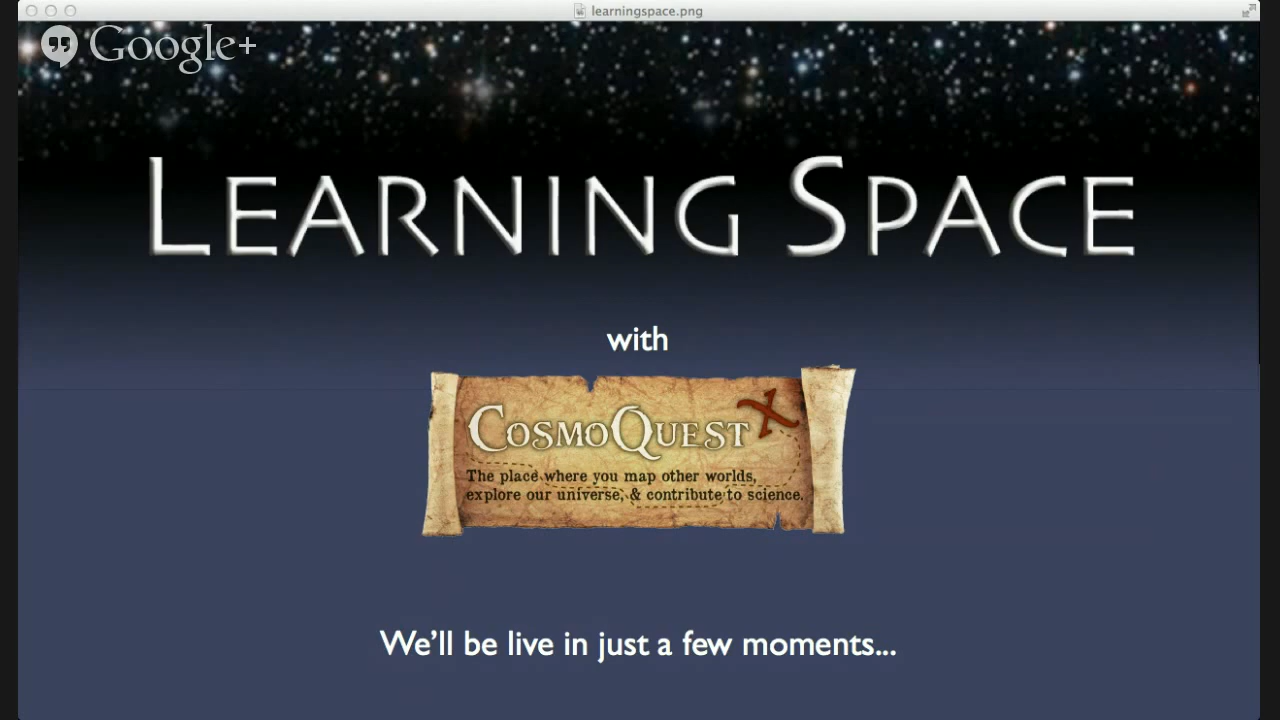 learningspace.png
Google+
LEARNING SPACE
with
COSMOQUEST X
The place where you map other worlds,
explore our universe, & contribute to science.
We'll be live in just a few moments...